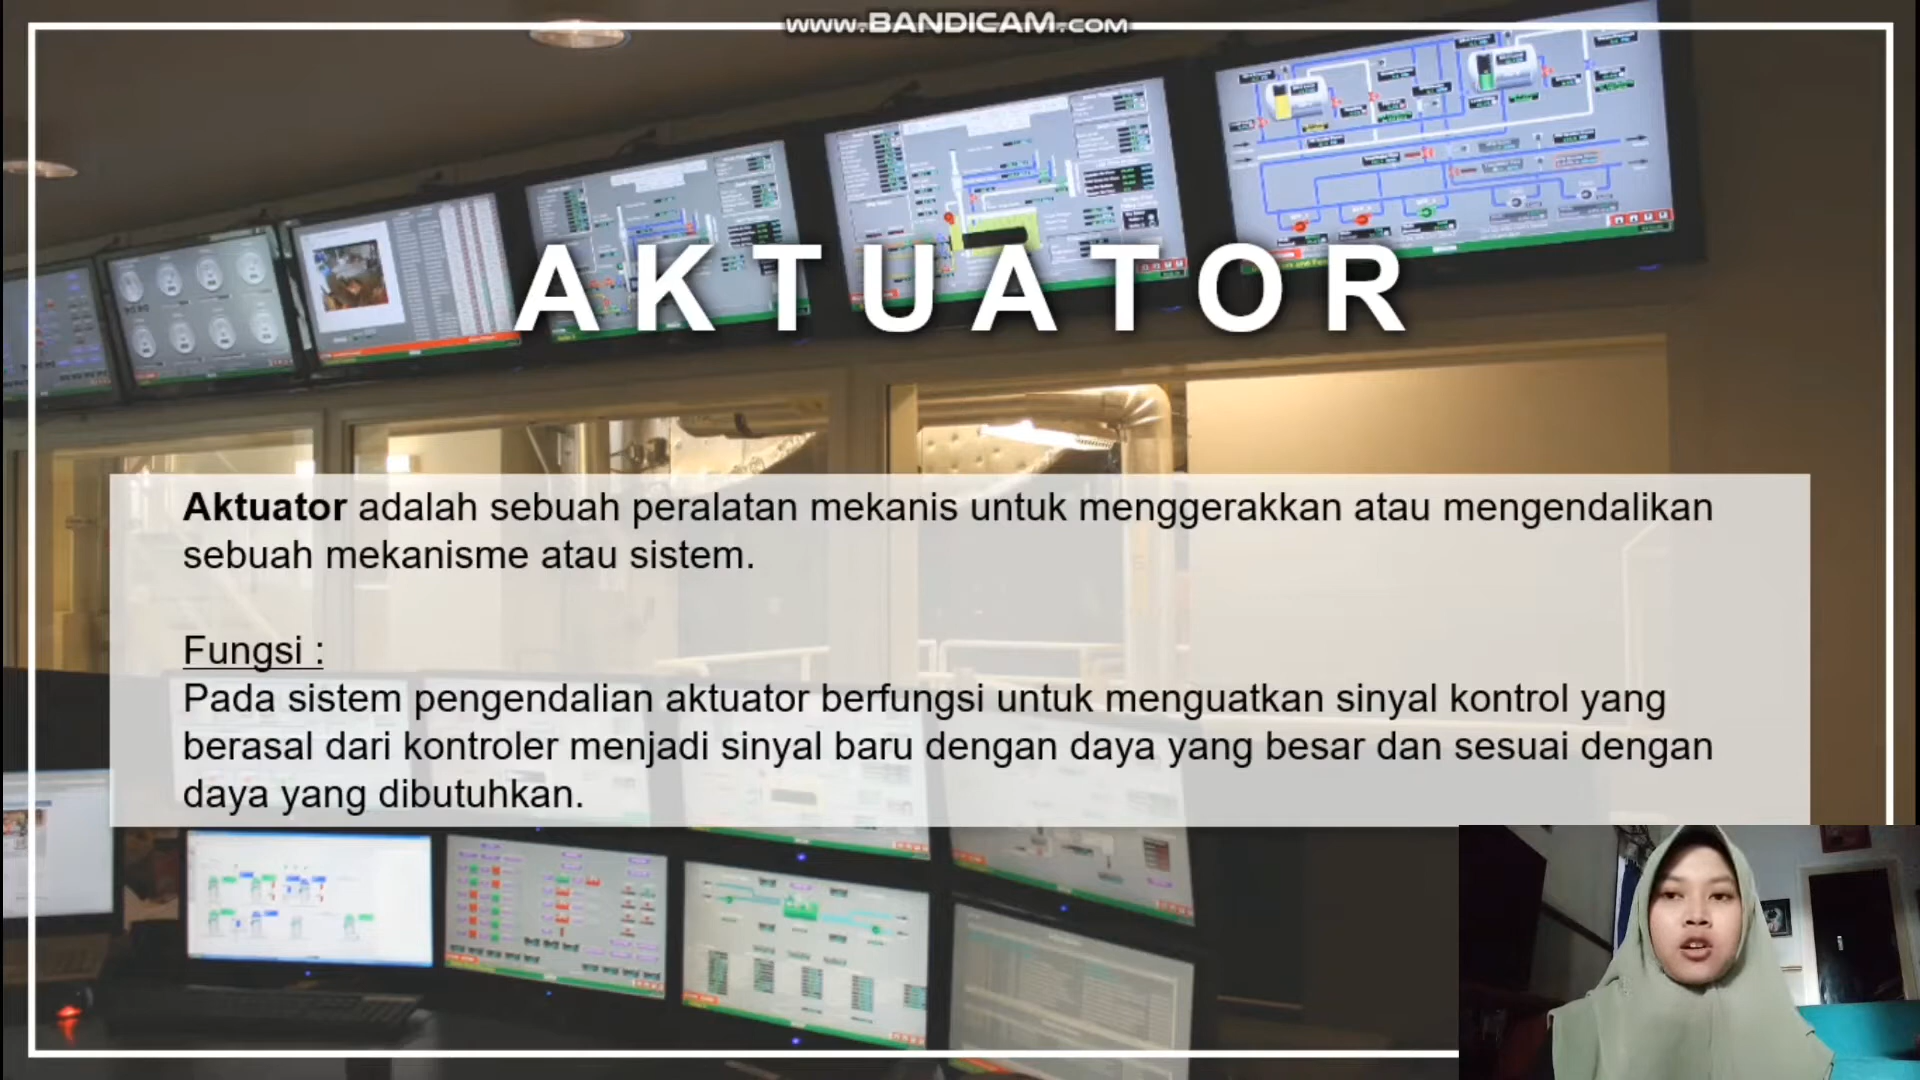 www.BANDICAM.com
AKTUATOR
Aktuator adalah sebuah peralatan mekanis untuk menggerakkan atau mengendalikan
sebuah mekanisme atau sistem.
Fungsi :
Pada sistem pengendalian aktuator berfungsi untuk menguatkan sinyal kontrol yang
berasal dari kontroler menjadi sinyal baru dengan daya yang besar dan sesuai dengan
daya yang dibutuhkan.